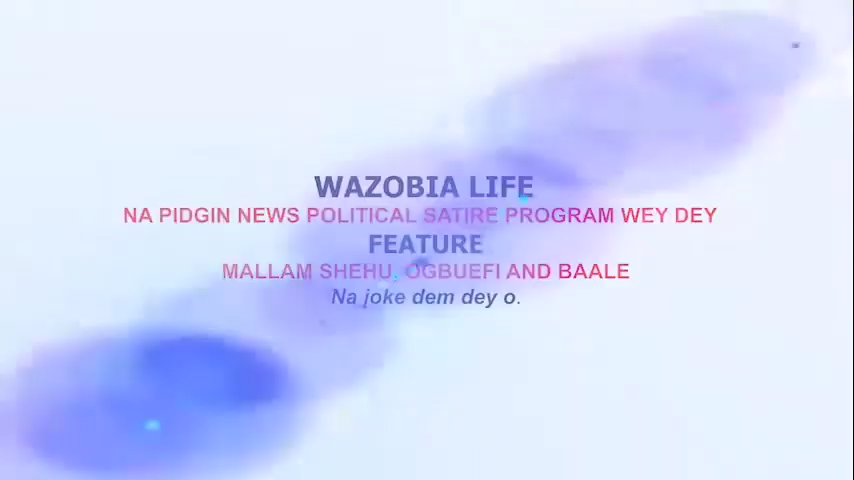 WAZOBIA LIFE
NA PIDGIN NEWS POLITICAL SATIRE PROGRAM WEY DEY
FEATURE
MALLAM SHEHU, OGBUEFI AND BAALE
Na joke dem dey o.